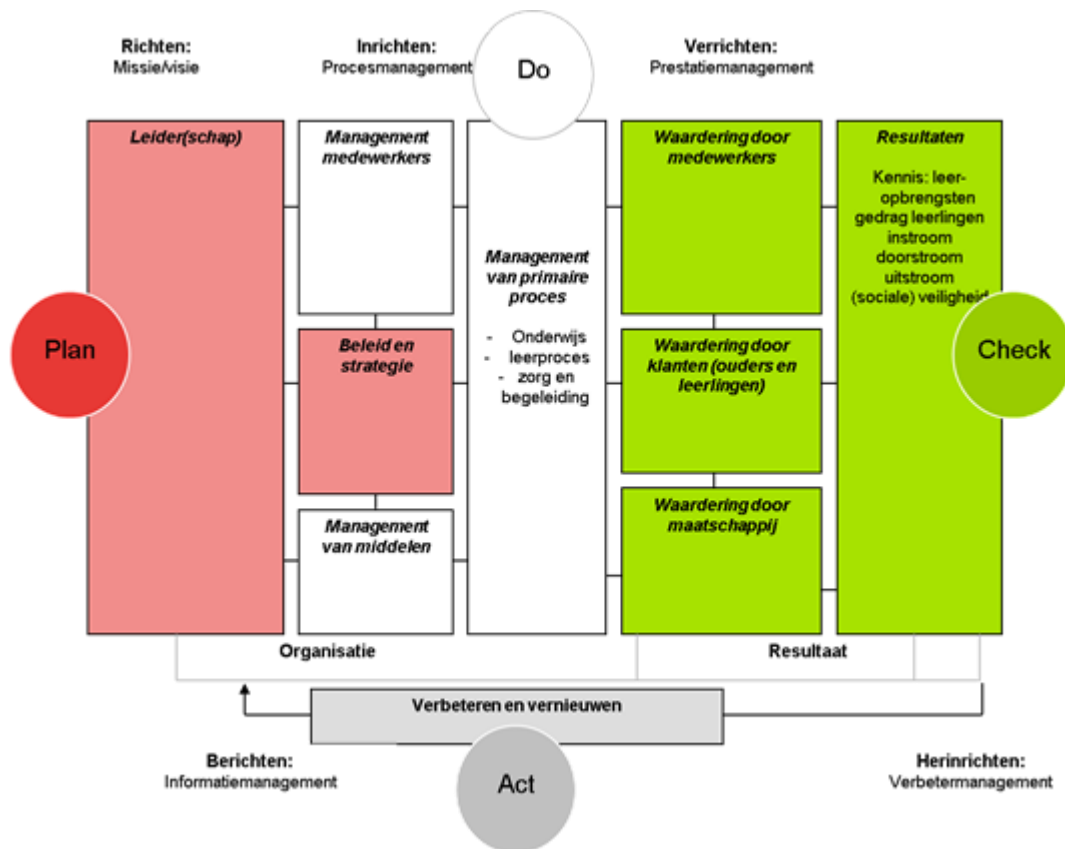 Richten:
Missie/visie
Inrichten:
Procesmanagement
Do
Verrichten:
Prestatiemanagement
Leider(schap)
Management
medewerkers
Waardering door
medewerkers
Resultaten
Kennis: leer-
opbrengsten
gedrag leerlingen
instroom
doorstroom
uitstroom
(sociale) veiligheid
Management
van primaire
proces
- Onderwijs
- leerproces
- zorg en
begeleiding
Plan
Beleid en
strategie
Waardering door
klanten (ouders en
leerlingen)
Check
Management
van middelen
Waardering door
maatschappij
Organisatie
Resultaat
Verbeteren en vernieuwen
Berichten:
Informatiemanagement
Act
Herinrichten:
Verbetermanagement